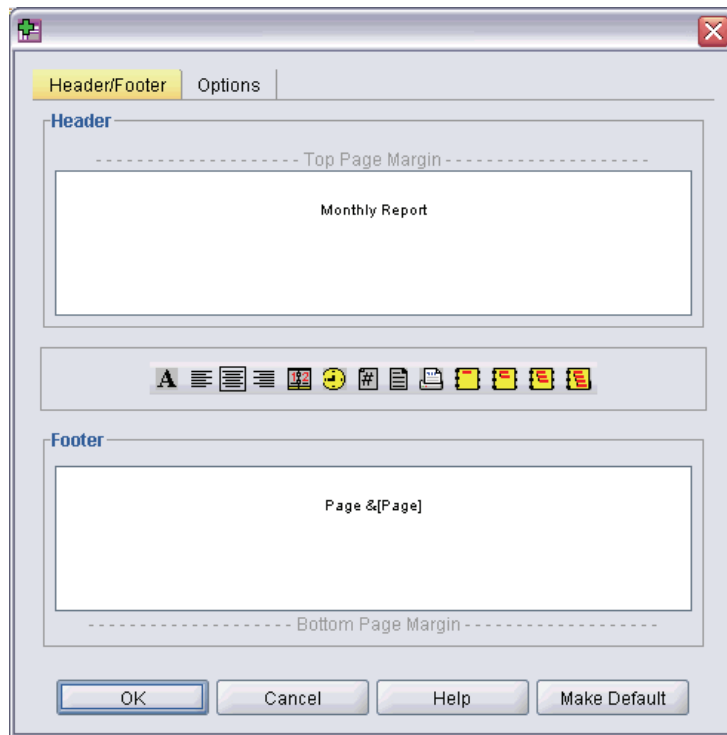 Header/Footer Options
Header
Top Page Margin
Monthly Report
A
12
#
Footer
Page &[Page]
Bottom Page Margin
OK Cancel Help Make Default